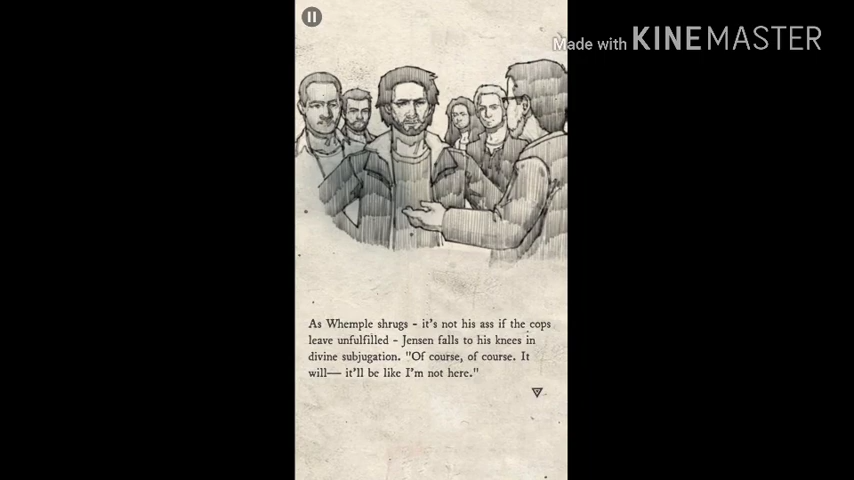 Made with KINEMASTER
As Whemple shrugs - it's not his ass if the cops
leave unfulfilled - Jensen falls to his knees in
divine subjugation. "Of course, of course. It
will— it'll be like I'm not here."